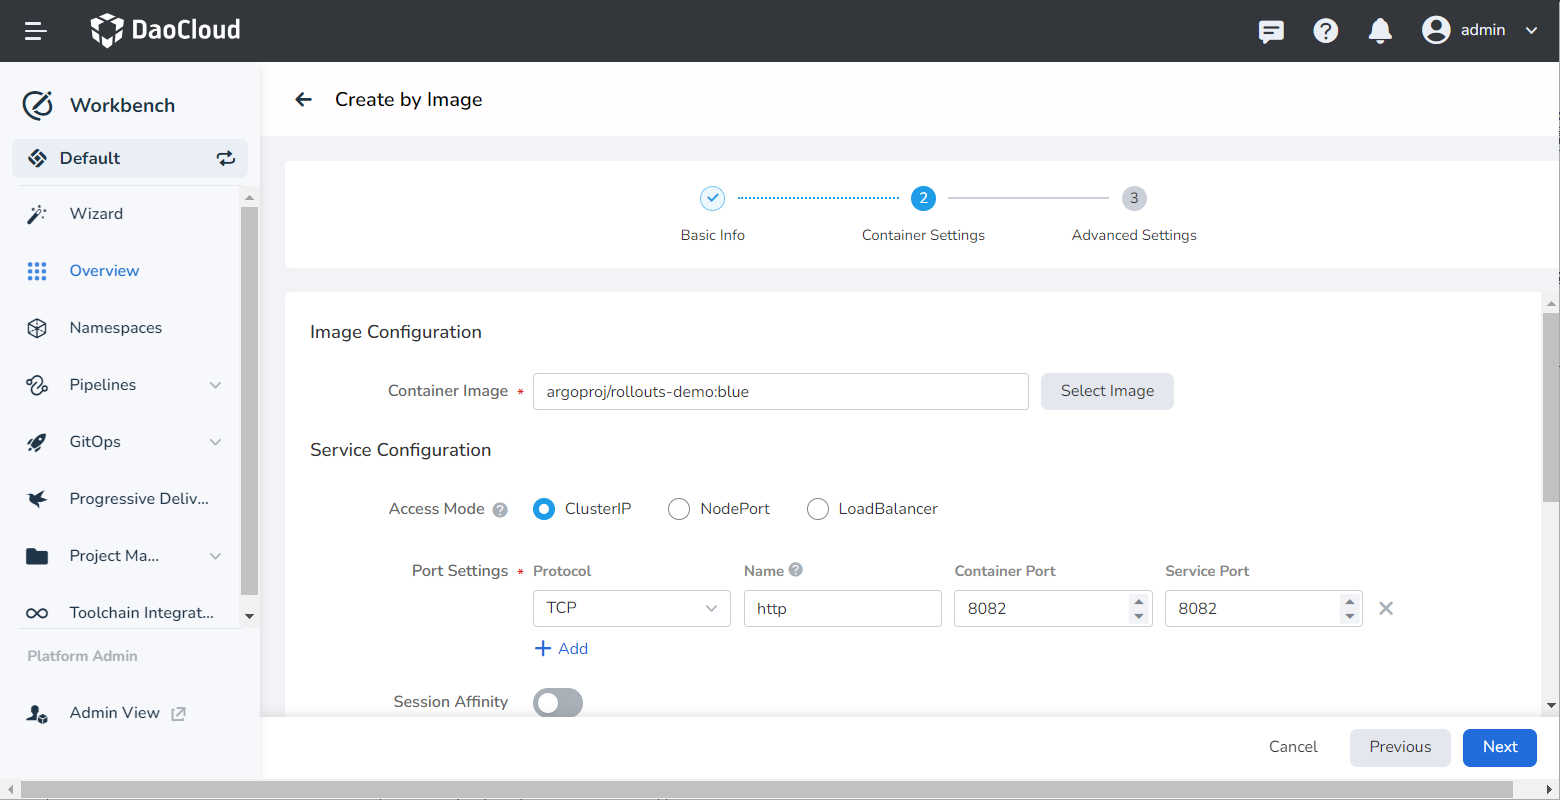 DaoCloud
admin
Workbench
Default
Wizard
Overview
Namespaces
Pipelines
GitOps
Progressive Deliv...
Project Ma...
Toolchain Integrat...
Platform Admin
Admin View
Create by Image
2
3
Basic Info
Container Settings
Advanced Settings
Image Configuration
Container Image *
argoproj/rollouts-demo:blue
Select Image
Service Configuration
Access Mode
ClusterIP
NodePort
LoadBalancer
Port Settings *
Protocol
Name
Container Port
Service Port
TCP
http
8082
8082
+ Add
Session Affinity
Cancel
Previous
Next